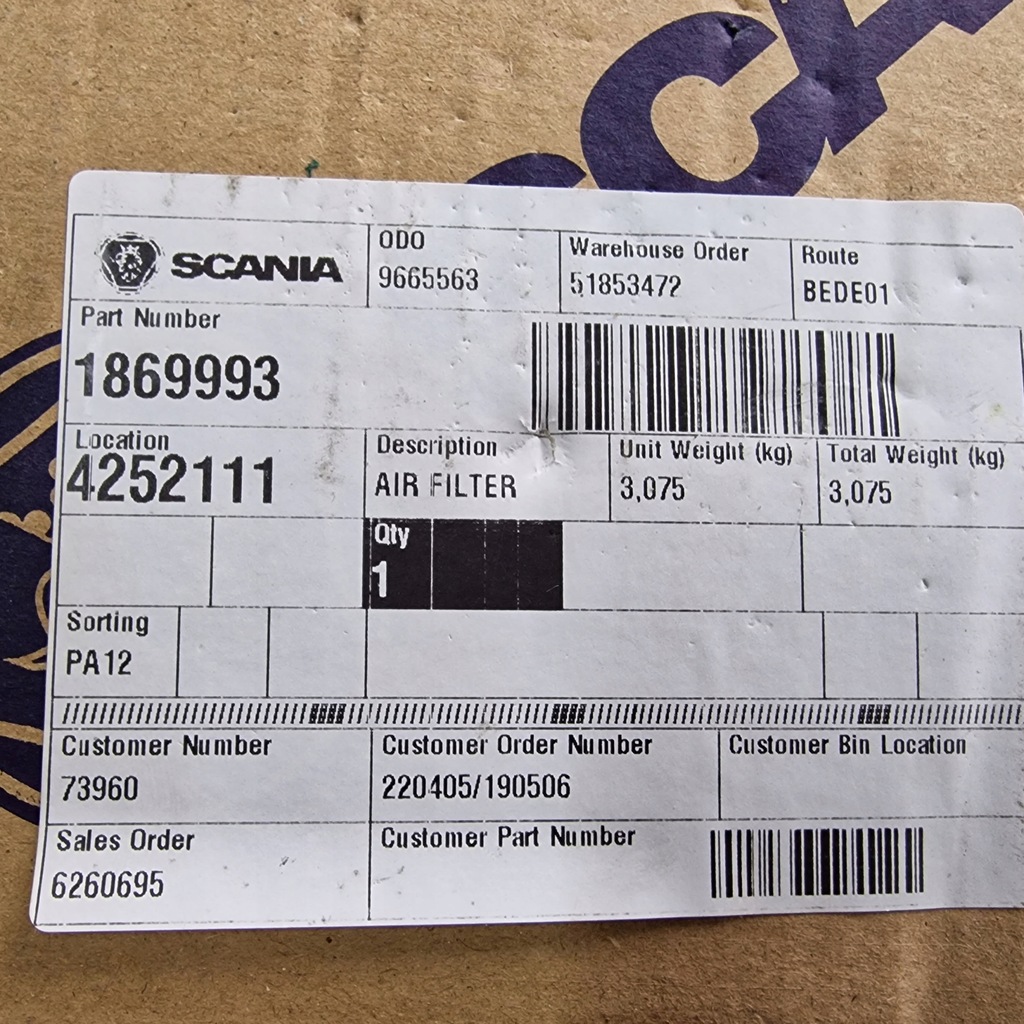 SCANIA
ODO
9665563
Warehouse Order
51853472
Route
BEDE01
Part Number
1869993
Location
4252111
Description
AIR FILTER
Unit Weight (kg)
3,075
Total Weight (kg)
3,075
Qty
1
Sorting
PA12
Customer Number
73960
Customer Order Number
220405/190506
Customer Bin Location
Sales Order
6260695
Customer Part Number